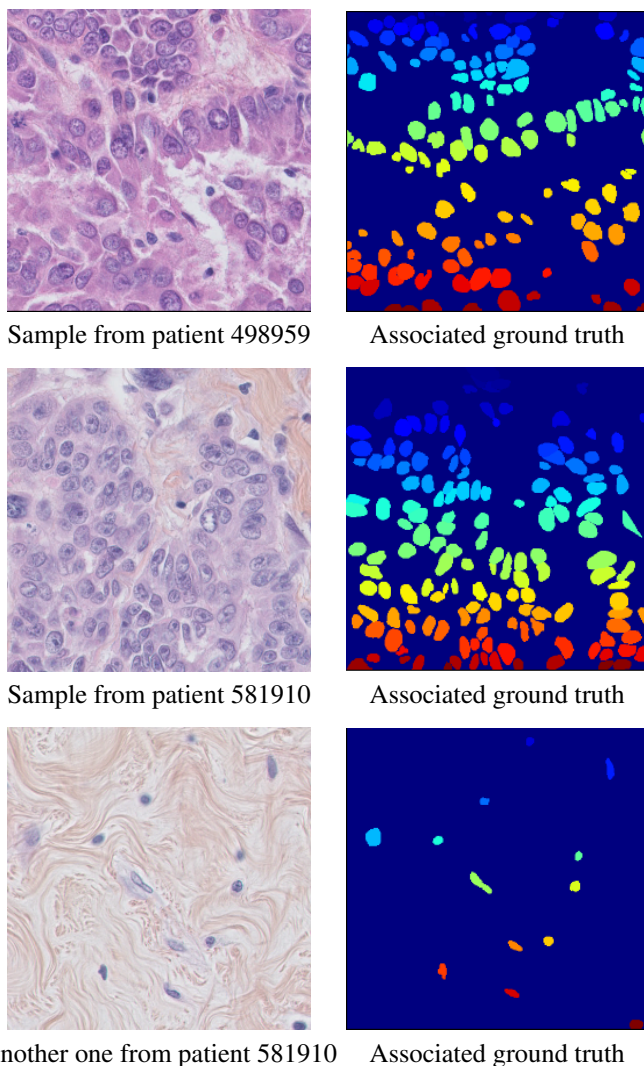 Sample from patient 498959 Associated ground truth
Sample from patient 581910 Associated ground truth
nother one from patient 581910 Associated ground truth